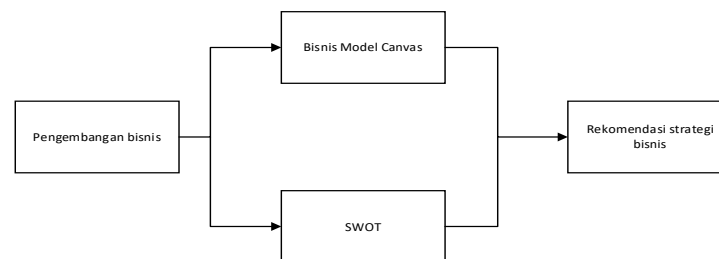 Bisnis Model Canvas
Pengembangan bisnis
Rekomendasi strategi
bisnis
SWOT